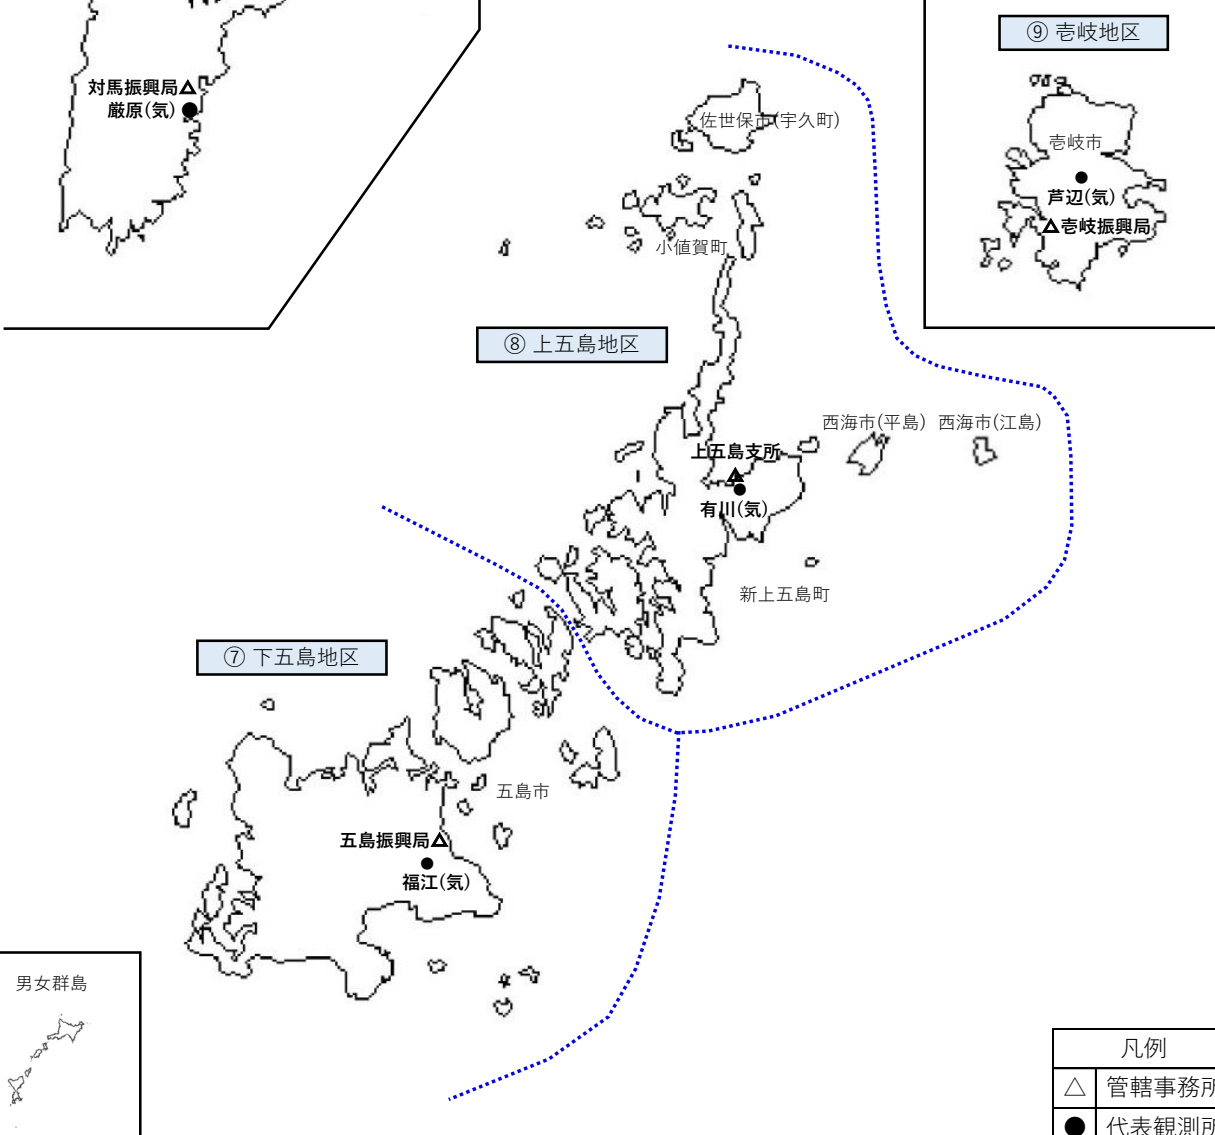 ⑨ 壱岐地区
対馬振興局△
厳原(気)
佐世保市(宇久町)
壱岐市
芦辺(気)
△壱岐振興局
小値賀町
⑧ 上五島地区
西海市(平島)
西海市(江島)
上五島支所
有川(気)
新上五島町
⑦ 下五島地区
五島市
五島振興局△
福江(気)
男女群島
凡例
△ 管轄事務所
● 代表観測所